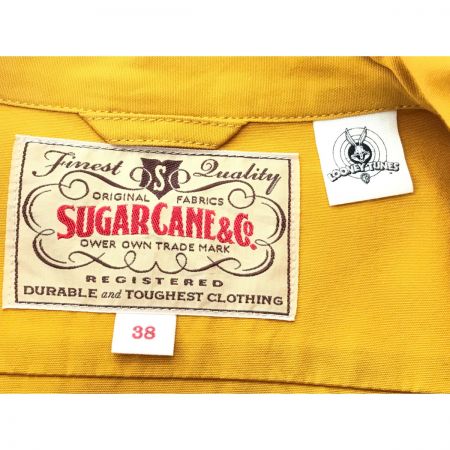 Finest Quality
S
ORIGINAL FABRICS
SUGAR CANE & Co.
OWER OWN TRADE MARK
REGISTERED
DURABLE and TOUGHEST CLOTHING
38
LOONEY TUNES